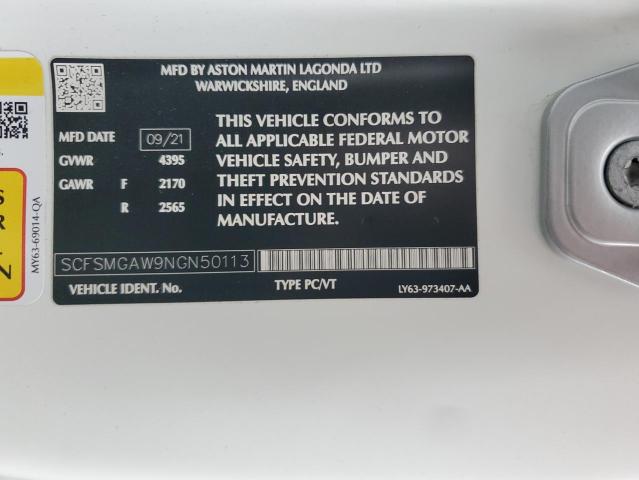 MFD BY ASTON MARTIN LAGONDA LTD
WARWICKSHIRE, ENGLAND
MFD DATE 09/21
GVWR 4395
GAWR F 2170
R 2565
THIS VEHICLE CONFORMS TO
ALL APPLICABLE FEDERAL MOTOR
VEHICLE SAFETY, BUMPER AND
THEFT PREVENTION STANDARDS
IN EFFECT ON THE DATE OF
MANUFACTURE.
SCFSMGAW9NGN50113
VEHICLE IDENT. No.
TYPE PC/VT
LY63-973407-AA
MY63-69014-QA
S
R